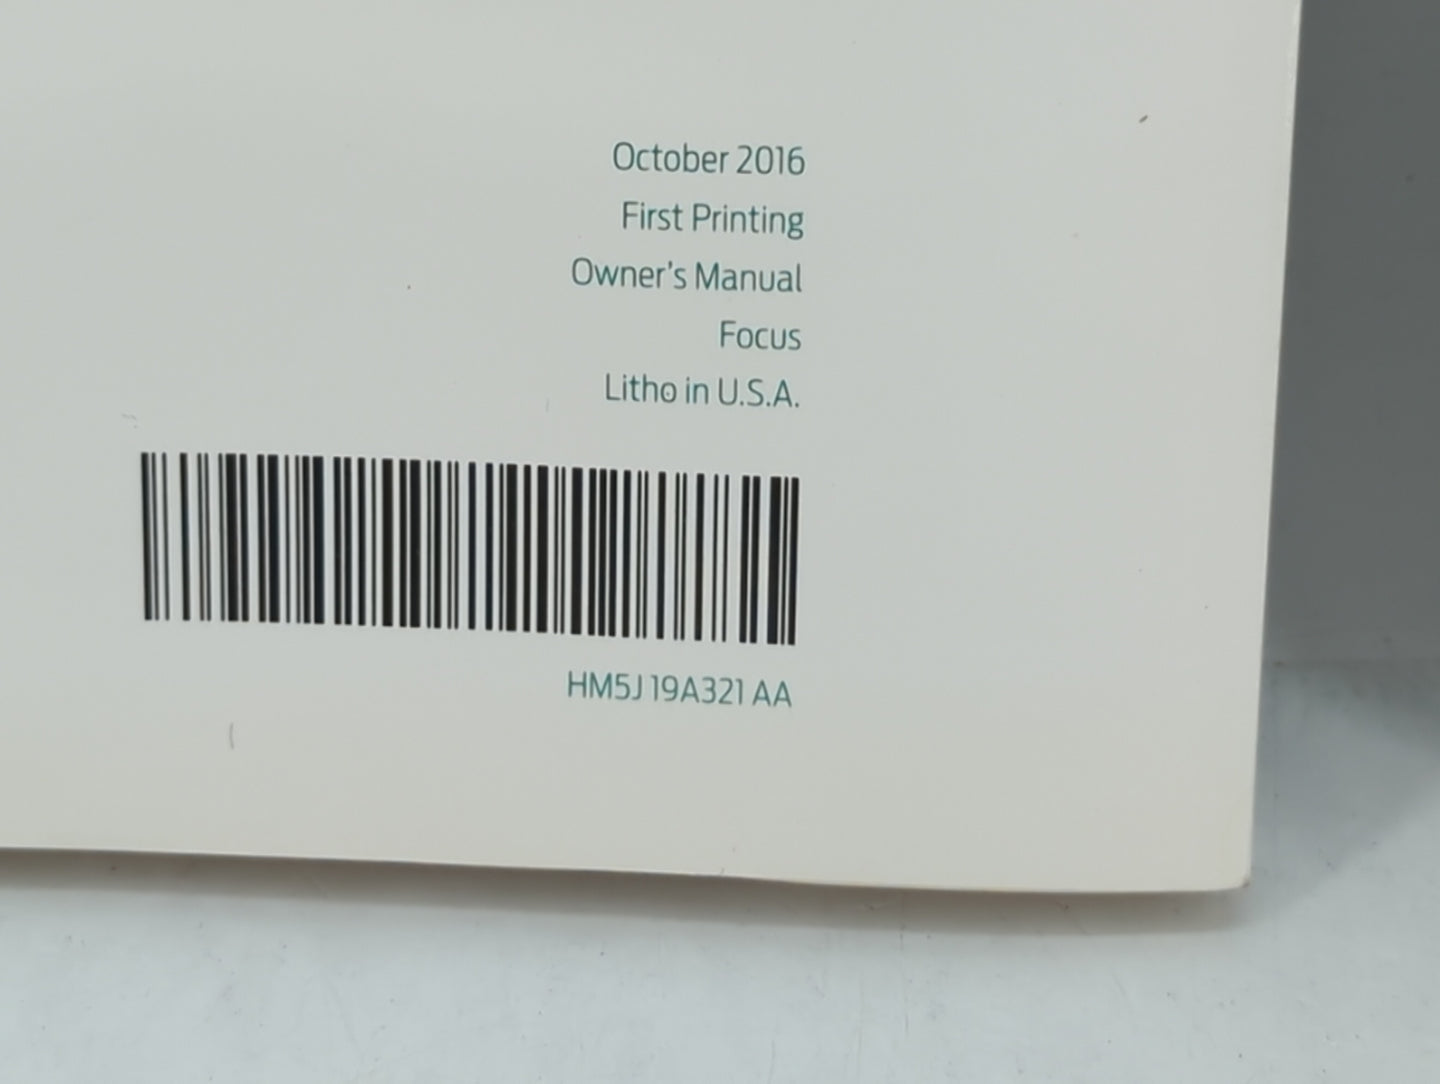 October 2016
First Printing
Owner's Manual
Focus
Litho in U.S.A.
HM5J 19A321 AA